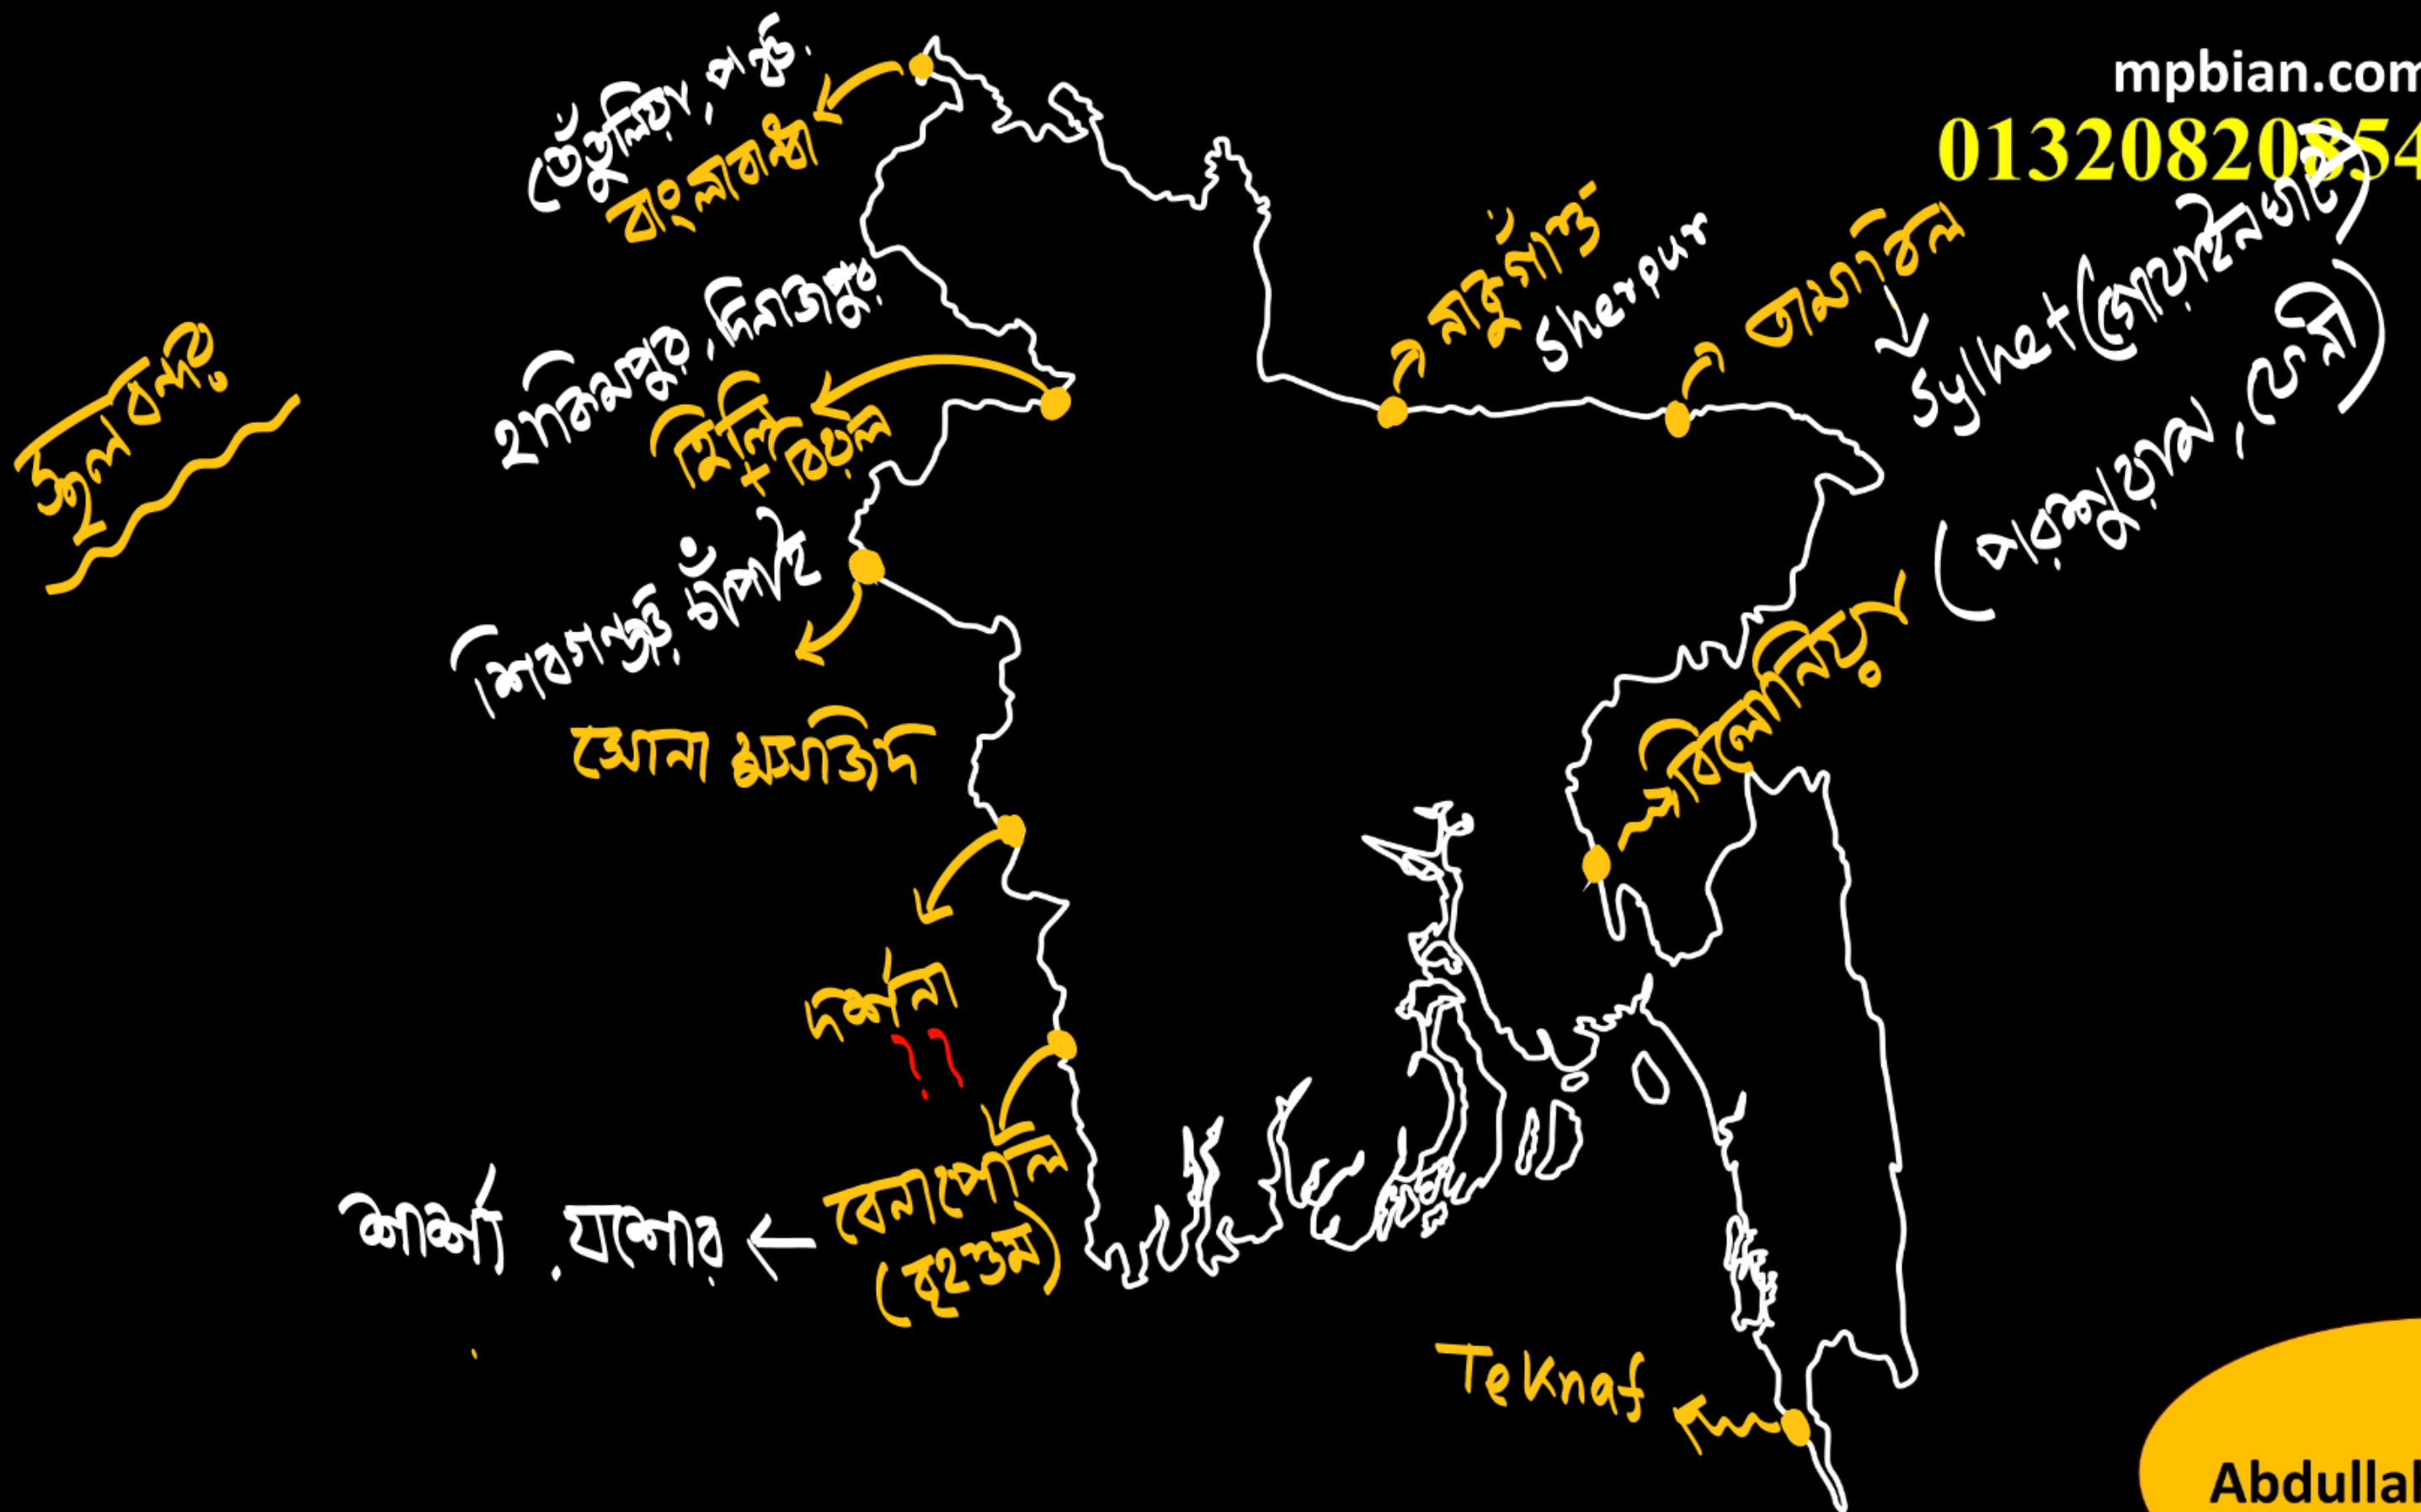 mpbian.com
01320820854
স্থলবন্দর
তেঁতুলিয়া, পঞ্চ.
বাংলাবান্ধা
হাকিমপুর, দিনাজপুর
হিলি
+ বিড়ল
শিবগঞ্জ, চাঁপাই
সোনা মসজিদ
দর্শনা
??
বেনাপোল
(বৃহত্তম)
শার্শা, যশোর ←
নাকুগাঁও
Sherpur
তামাবিল
Sylhet (গোয়াইনঘাট)
বিলোনিয়া
(পরশুরাম, ফেনী)
Teknaf
Abdullah